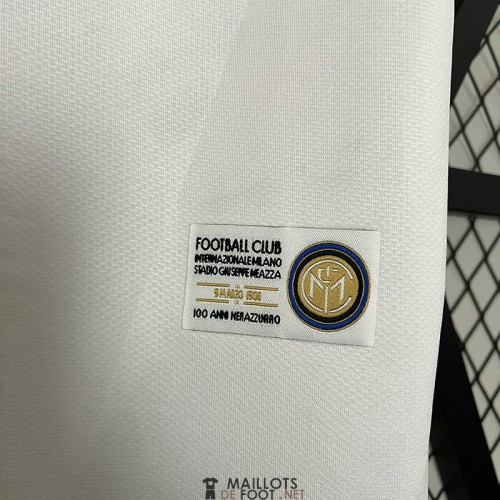 FOOTBALL CLUB
INTERNAZIONALE MILANO
STADIO GIUSEPPE MEAZZA
9 MARZO 1908
100 ANNI NERAZZURRO
MAILLOTS
DE FOOT.NET